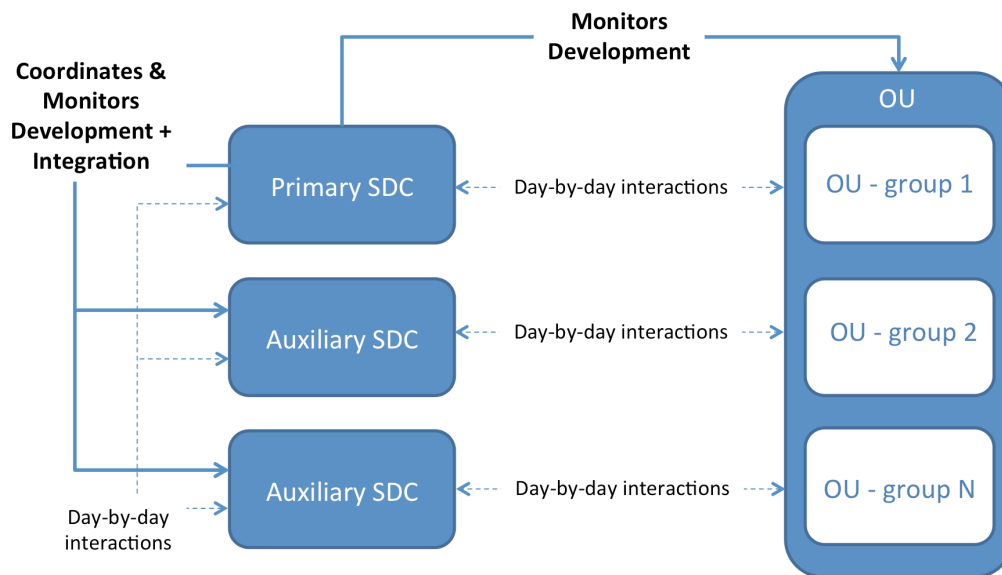 Monitors
Development
Coordinates &
Monitors
Development +
Integration
OU
Primary SDC
Day-by-day interactions
OU - group 1
Auxiliary SDC
Day-by-day interactions
OU - group 2
Auxiliary SDC
Day-by-day interactions
OU - group N
Day-by-day
interactions